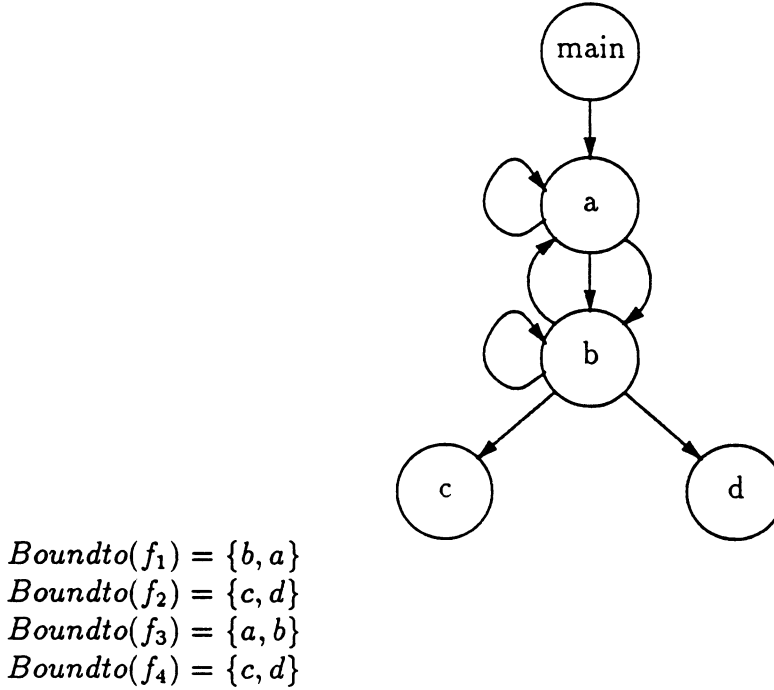 main
a
b
c
d
Boundto(f₁) = {b, a}
Boundto(f₂) = {c, d}
Boundto(f₃) = {a, b}
Boundto(f₄) = {c, d}